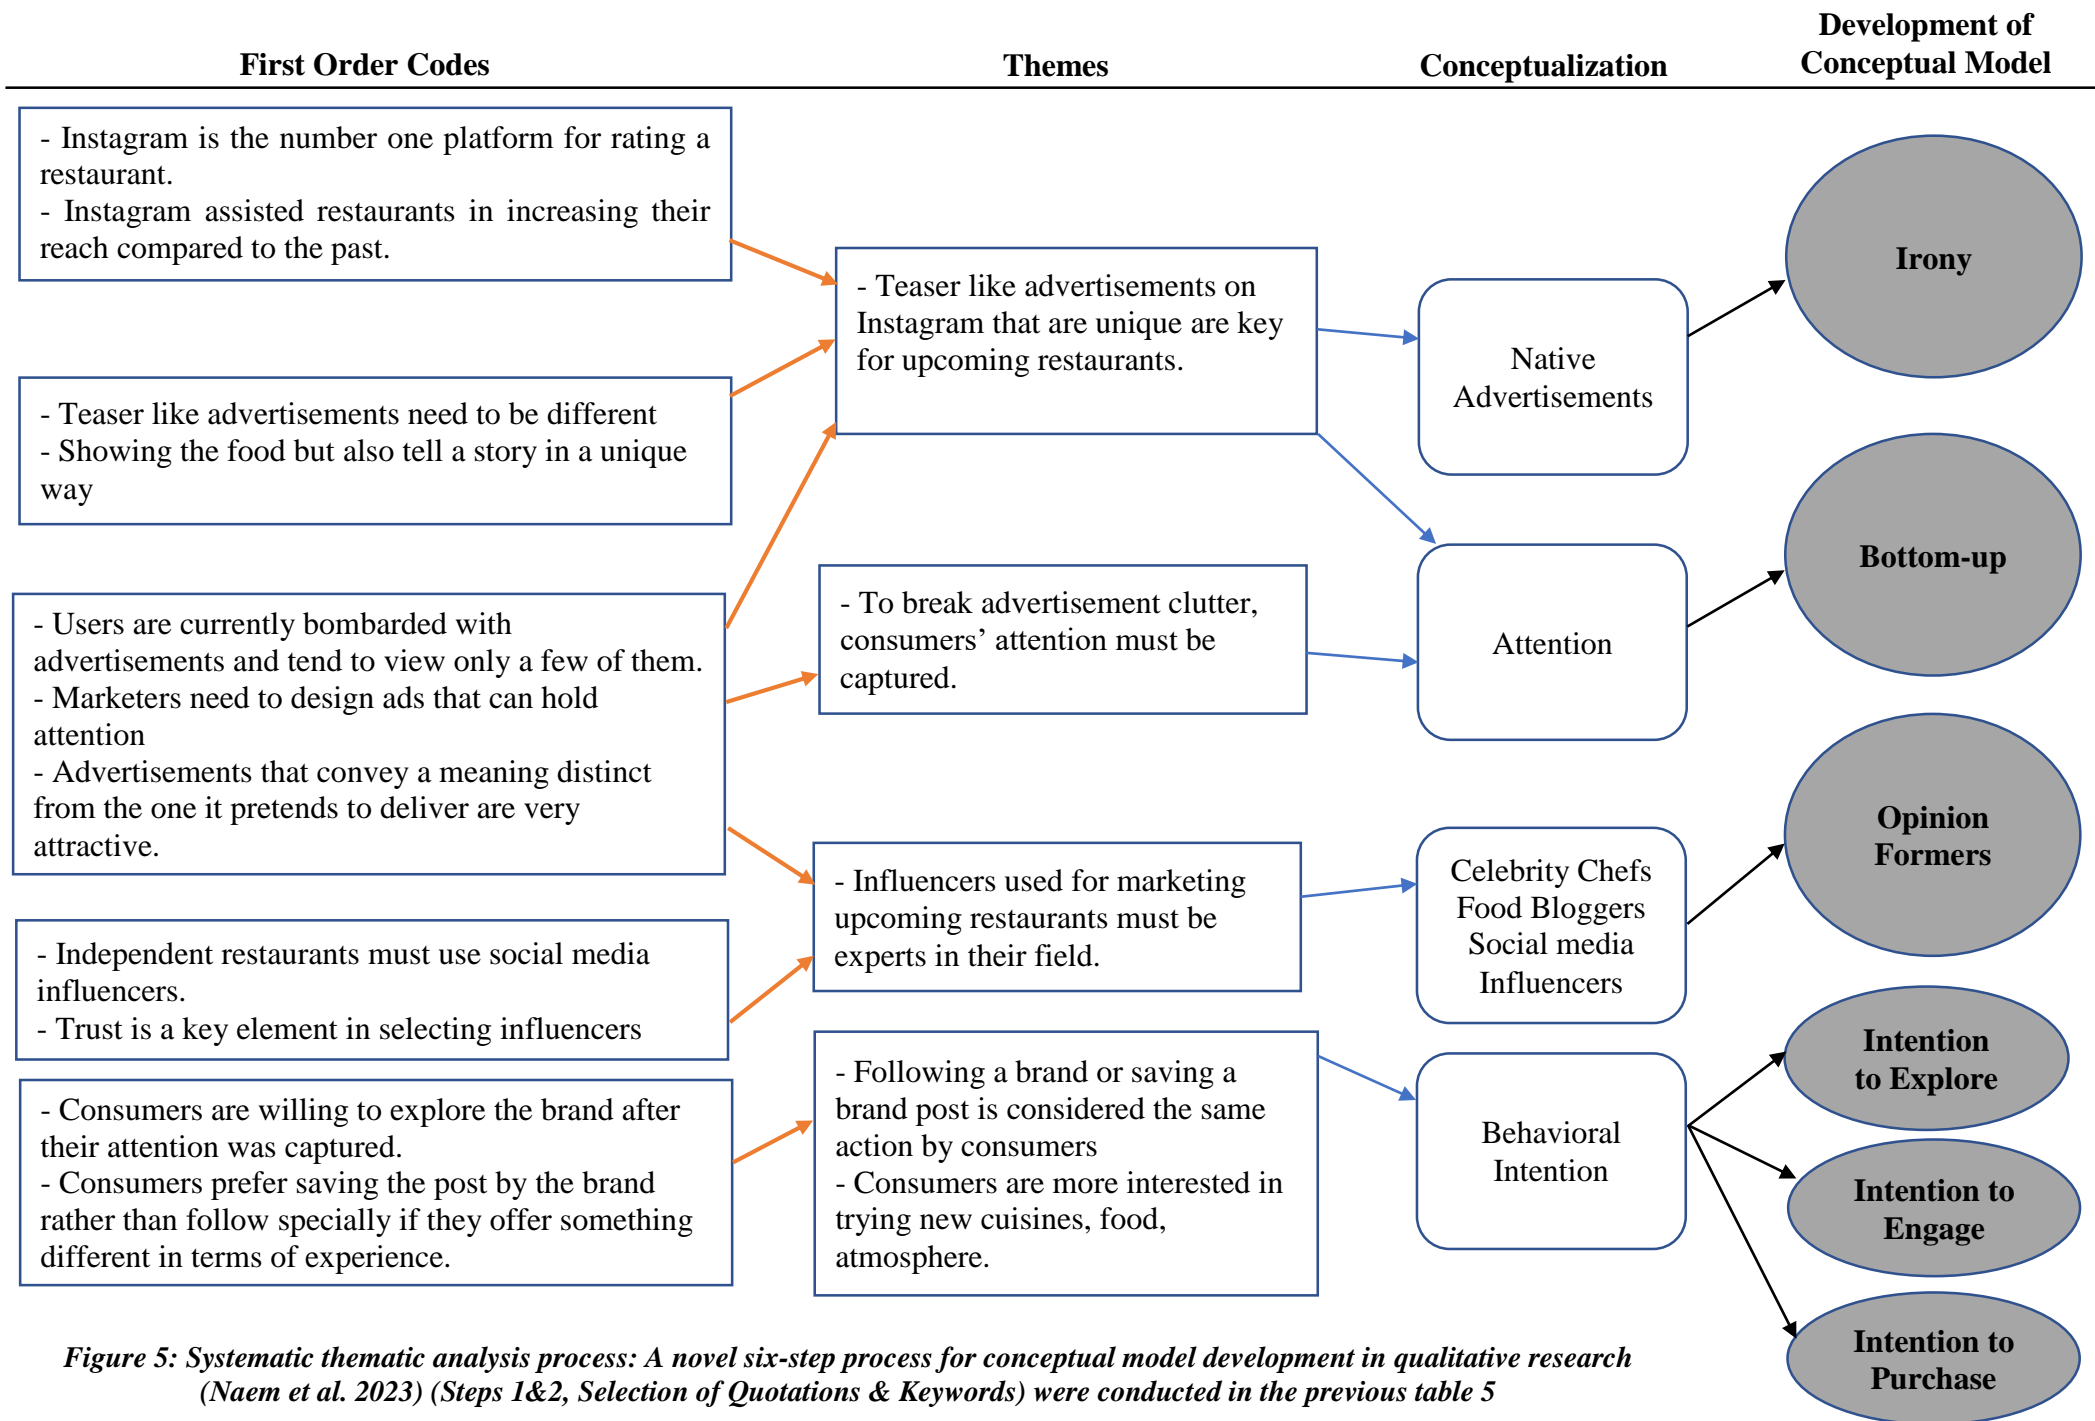 First Order Codes
Themes
Conceptualization
Development of
Conceptual Model
- Instagram is the number one platform for rating a
restaurant.
- Instagram assisted restaurants in increasing their
reach compared to the past.
- Teaser like advertisements need to be different
- Showing the food but also tell a story in a unique
way
- Users are currently bombarded with
advertisements and tend to view only a few of them.
- Marketers need to design ads that can hold
attention
- Advertisements that convey a meaning distinct
from the one it pretends to deliver are very
attractive.
- Independent restaurants must use social media
influencers.
- Trust is a key element in selecting influencers
- Consumers are willing to explore the brand after
their attention was captured.
- Consumers prefer saving the post by the brand
rather than follow specially if they offer something
different in terms of experience.
- Teaser like advertisements on
Instagram that are unique are key
for upcoming restaurants.
- To break advertisement clutter,
consumers’ attention must be
captured.
- Influencers used for marketing
upcoming restaurants must be
experts in their field.
- Following a brand or saving a
brand post is considered the same
action by consumers
- Consumers are more interested in
trying new cuisines, food,
atmosphere.
Native
Advertisements
Attention
Celebrity Chefs
Food Bloggers
Social media
Influencers
Behavioral
Intention
Irony
Bottom-up
Opinion
Formers
Intention
to Explore
Intention to
Engage
Intention to
Purchase
Figure 5: Systematic thematic analysis process: A novel six-step process for conceptual model development in qualitative research
(Naem et al. 2023) (Steps 1&2, Selection of Quotations & Keywords) were conducted in the previous table 5